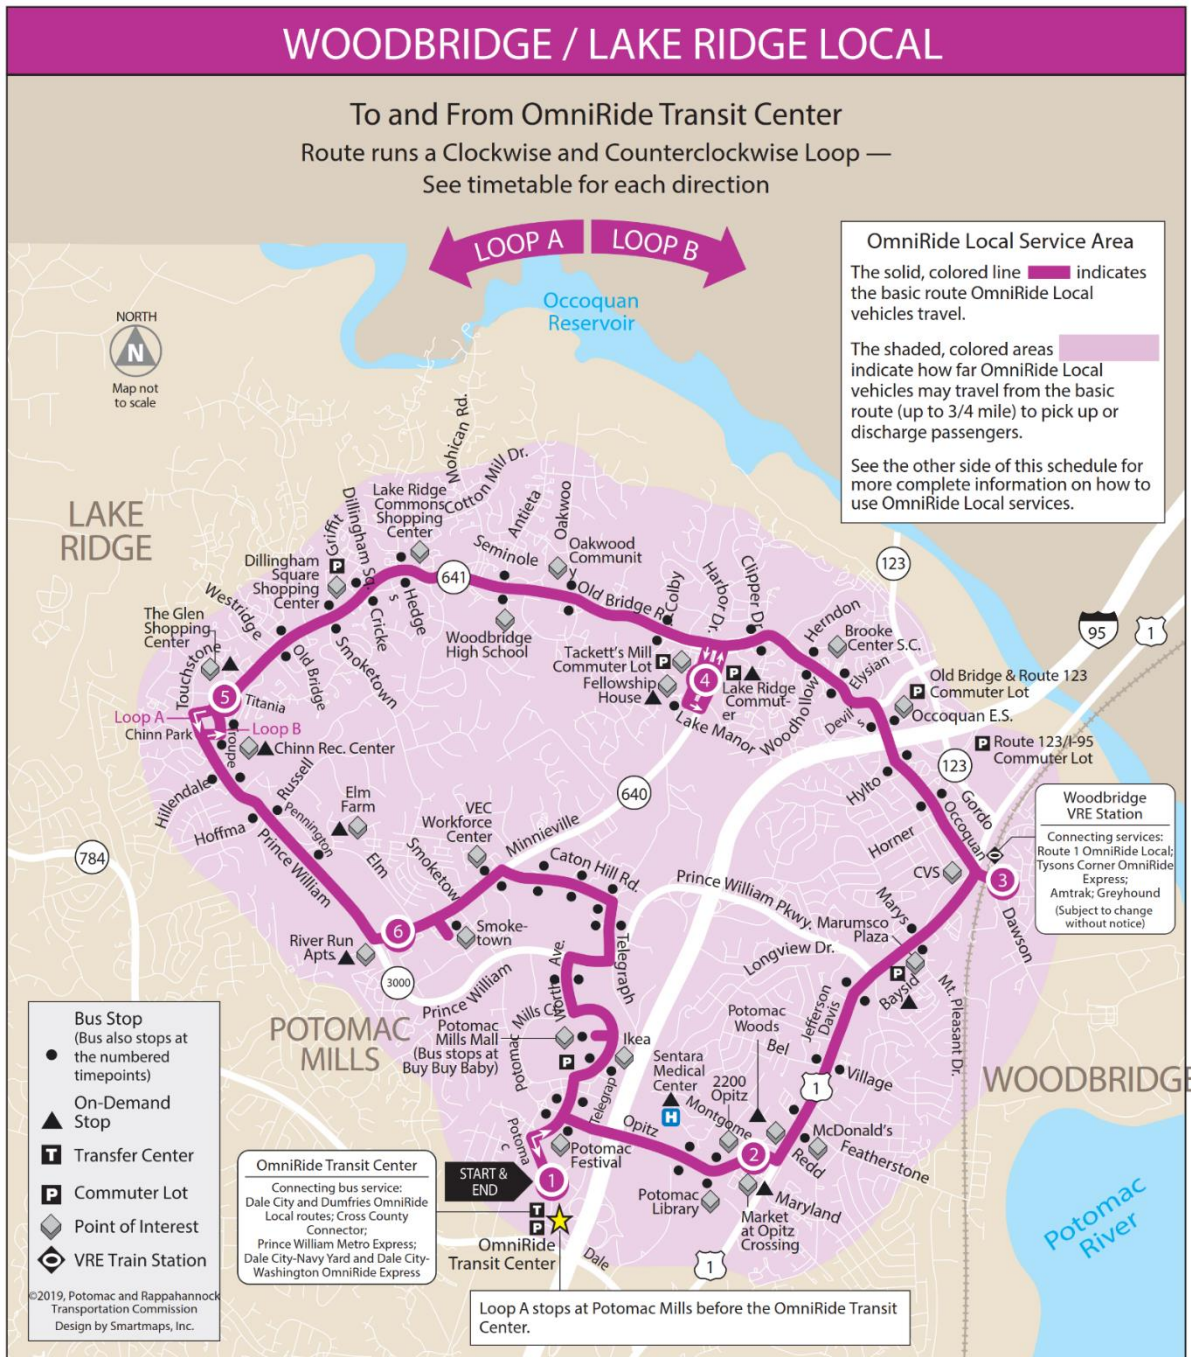 WOODBRIDGE / LAKE RIDGE LOCAL
To and From OmniRide Transit Center
Route runs a Clockwise and Counterclockwise Loop —
See timetable for each direction
LOOP A
LOOP B
OmniRide Local Service Area
The solid, colored line indicates
the basic route OmniRide Local
vehicles travel.
The shaded, colored areas
indicate how far OmniRide Local
vehicles may travel from the basic
route (up to 3/4 mile) to pick up or
discharge passengers.
See the other side of this schedule for
more complete information on how to
use OmniRide Local services.
NORTH
N
Map not
to scale
Occoquan
Reservoir
LAKE
RIDGE
Mohican Rd.
Cotton Mill Dr.
Lake Ridge
Commons
Shopping
Center
Antieta
Oakwoo
Seminole
Oakwood
Communit
y
Dillingham Sq.
Griffit
P
Dillingham
Square
Shopping
Center
641
s
Hedge
Cricke
Smoketown
Woodbridge
High School
Old Bridge R
Colby
Harbor Dr.
Clipper Dr.
Herndon
123
95
1
Brooke
Center S.C.
Elysian
Old Bridge & Route 123
P
Commuter Lot
Occoquan E.S.
P
Route 123/I-95
Commuter Lot
Westridge
The Glen
Shopping
Center
Touchstone
5
Old Bridge
Titania
Loop A
Loop B
Chinn Park
Troupe
Chinn Rec. Center
Tackett's Mill
Commuter Lot
P
Fellowship
House
4
P
Lake Ridge
Commut-
er
Lake Manor
Woodhollow
Devil'
s
Hylto
123
Gordo
Occoquan
Horner
CVS
3
Dawson
Woodbridge
VRE Station
Connecting services:
Route 1 OmniRide Local;
Tysons Corner OmniRide
Express;
Amtrak; Greyhound
(Subject to change
without notice)
Hillendale
Hoffma
Russell
Pennington
Prince William
Elm
Farm
Elm
784
640
VEC
Workforce
Center
Minnieville
Smoketow
Caton Hill Rd.
Smoke-
town
6
River Run
Apts.
3000
Prince William
Telegraph
Prince William Pkwy.
Longview Dr.
Marys
Marumsco
Plaza
P
Baysid
Mt. Pleasant Dr.
POTOMAC
MILLS
Worth Ave.
Mills C
Potomac
Potomac
Mills Mall
(Bus stops at
Buy Buy Baby)
P
Ikea
Telegrap
Sentara
Medical
Center
H
Potomac
Woods
Bel
Jefferson
Davis
1
Village
WOODBRIDGE
2200
Opitz
Montgome
Opitz
2
McDonald's
Featherstone
Redd
Maryland
Market
at Opitz
Crossing
Potomac
Library
1
Potomac
Festival
Potoma
c
START &
END
1
T
P
OmniRide
Transit Center
Dale
OmniRide Transit Center
Connecting bus service:
Dale City and Dumfries OmniRide
Local routes; Cross County
Connector;
Prince William Metro Express;
Dale City-Navy Yard and Dale City-
Washington OmniRide Express
Potomac
River
Loop A stops at Potomac Mills before the OmniRide Transit
Center.
Bus Stop
(Bus also stops at
the numbered
timepoints)
On-Demand
Stop
T Transfer Center
P Commuter Lot
Point of Interest
VRE Train Station
©2019, Potomac and Rappahannock
Transportation Commission
Design by Smartmaps, Inc.